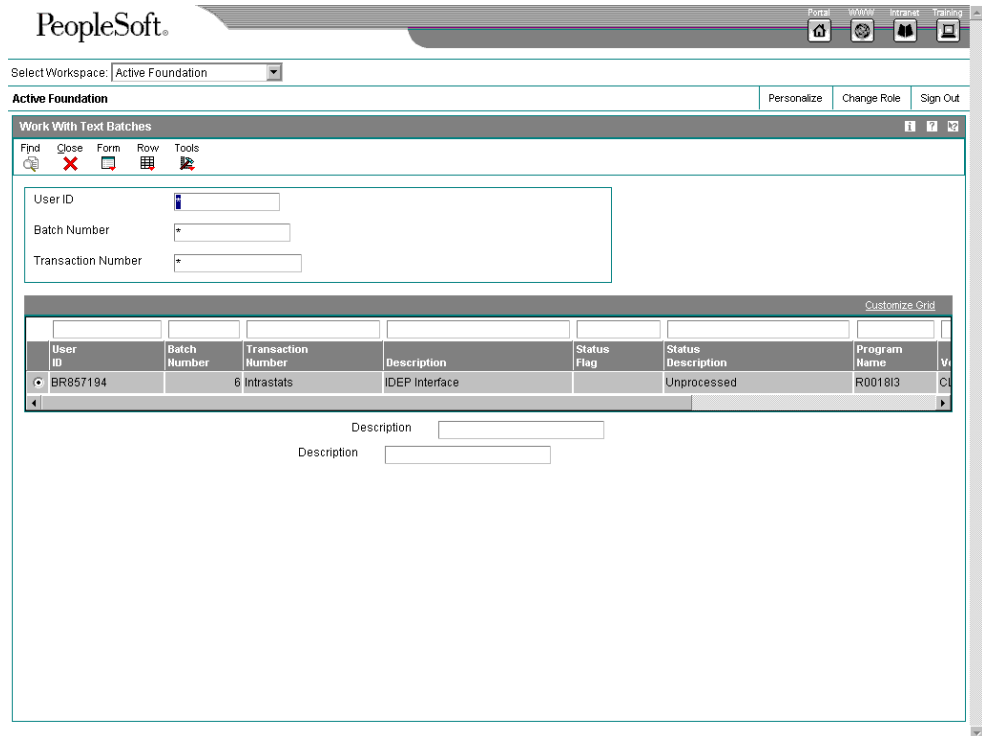 Portal WWW Intranet Training
PeopleSoft®
Select Workspace: Active Foundation
Active Foundation Personalize Change Role Sign Out
Work With Text Batches
Find Close Form Row Tools
User ID *
Batch Number *
Transaction Number *
Customize Grid
User Batch Transaction Status Status Program
ID Number Number Description Flag Description Name
BR857194 6 Intrastats IDEP Interface Unprocessed R0018I3
Description
Description